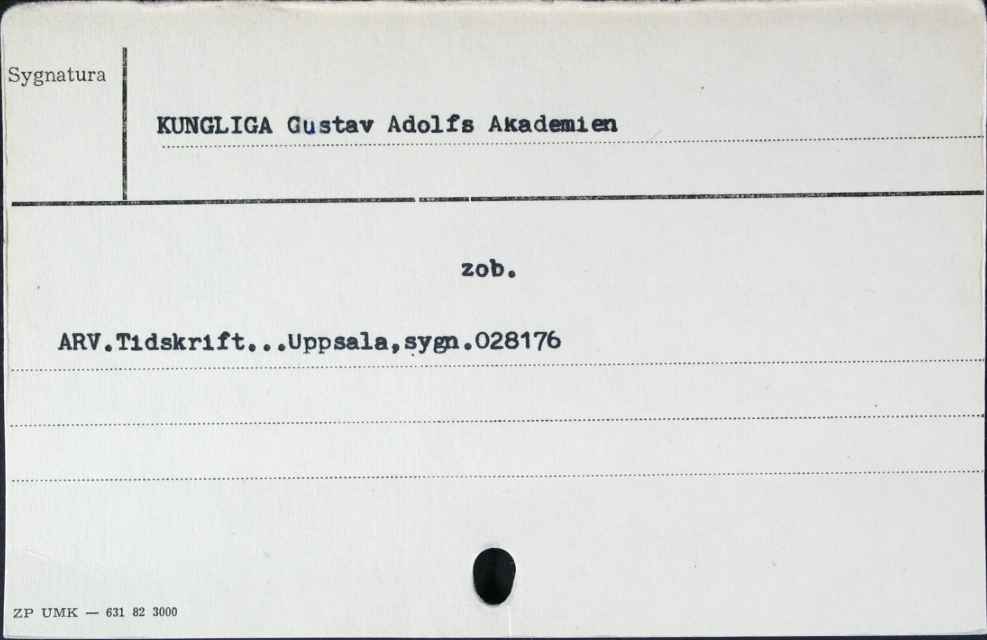 Sygnatura
KUNGLIGA Gustav Adolfs Akademien
zob.
ARV.Tidskrift...Uppsala,sygn.028176
ZP UMK — 631 82 3000